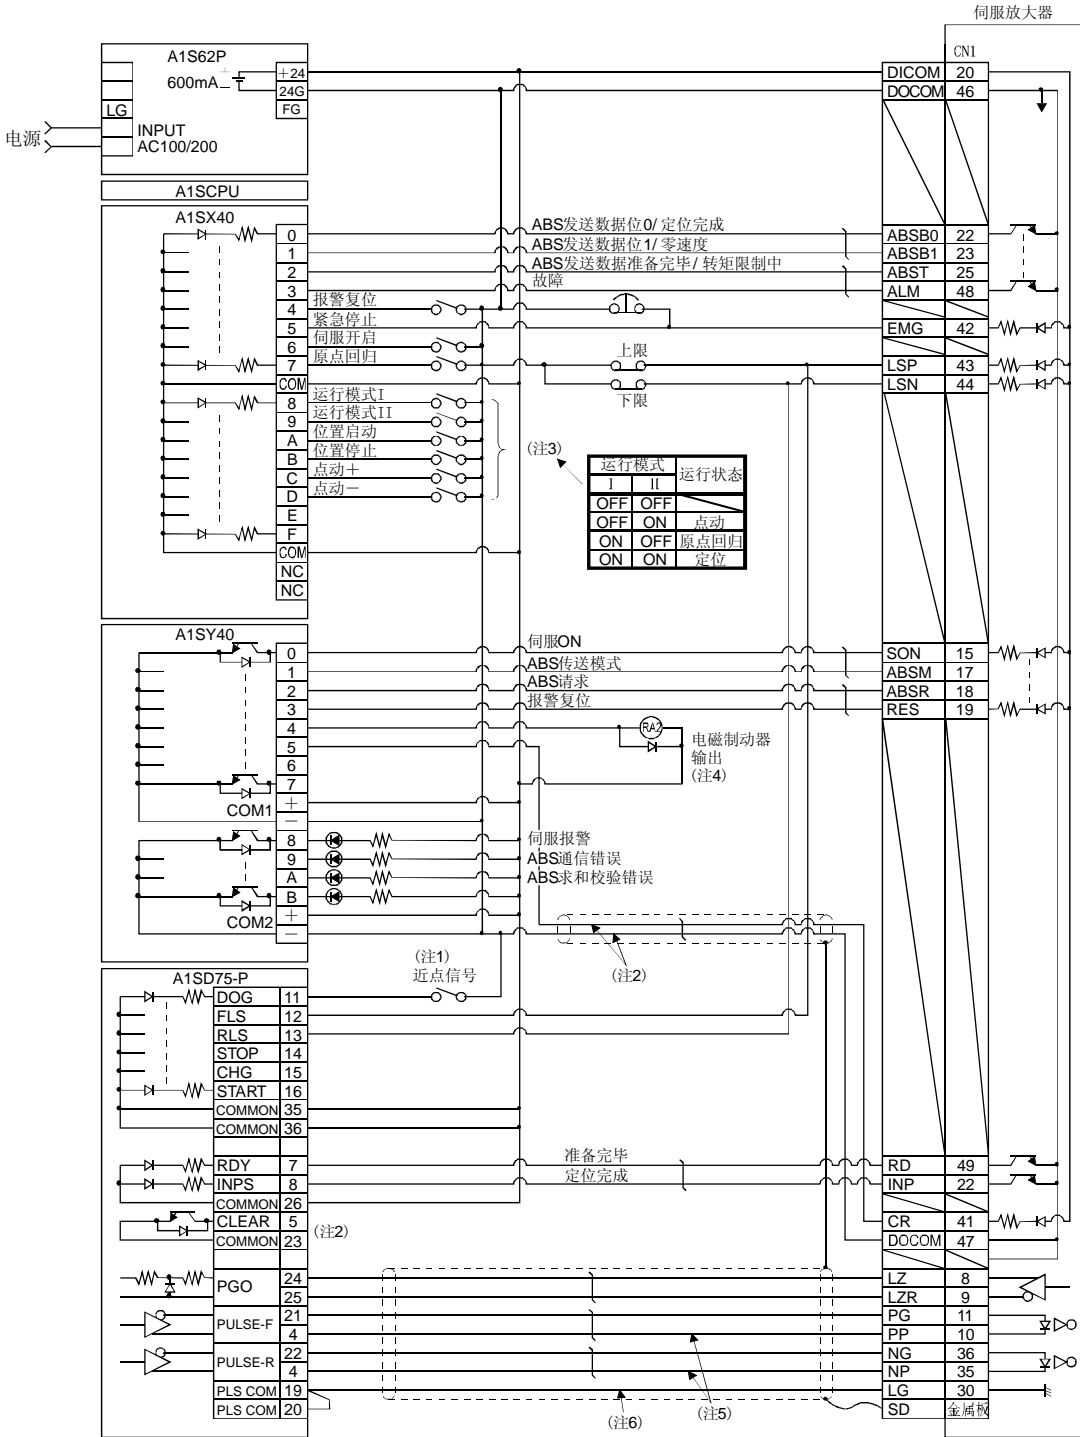 伺服放大器
CN1
A1S62P
600mA
+24
24G
FG
LG
INPUT
AC100/200
电源
DICOM 20
DOCOM 46
A1SCPU
A1SX40
0
1
2
3
4
5
6
7
COM
8
9
A
B
C
D
E
F
COM
NC
NC
ABS发送数据位0/定位完成
ABS发送数据位1/零速度
ABS发送数据准备完毕/转矩限制中
故障
报警复位
紧急停止
伺服开启
原点回归
上限
下限
运行模式I
运行模式II
位置启动
位置停止
点动+
点动-
(注3)
运行模式 运行状态
I II
OFF OFF
OFF ON 点动
ON OFF 原点回归
ON ON 定位
ABSB0 22
ABSB1 23
ABST 25
ALM 48
EMG 42
LSP 43
LSN 44
A1SY40
0
1
2
3
4
5
6
7
COM1
+
-
8
9
A
B
COM2
+
-
伺服ON
ABS传送模式
ABS请求
报警复位
RA2
电磁制动器
输出
(注4)
伺服报警
ABS通信错误
ABS求和校验错误
SON 15
ABSM 17
ABSR 18
RES 19
(注1)
近点信号
(注2)
A1SD75-P
DOG 11
FLS 12
RLS 13
STOP 14
CHG 15
START 16
COMMON 35
COMMON 36
RDY 7
INPS 8
COMMON 26
CLEAR 5
COMMON 23
(注2)
准备完毕
定位完成
RD 49
INP 22
CR 41
DOCOM 47
PGO 24
25
PULSE-F 21
4
PULSE-R 22
4
PLS COM 19
PLS COM 20
LZ 8
LZR 9
PG 11
PP 10
NG 36
NP 35
LG 30
SD 金属板
(注6)
(注5)